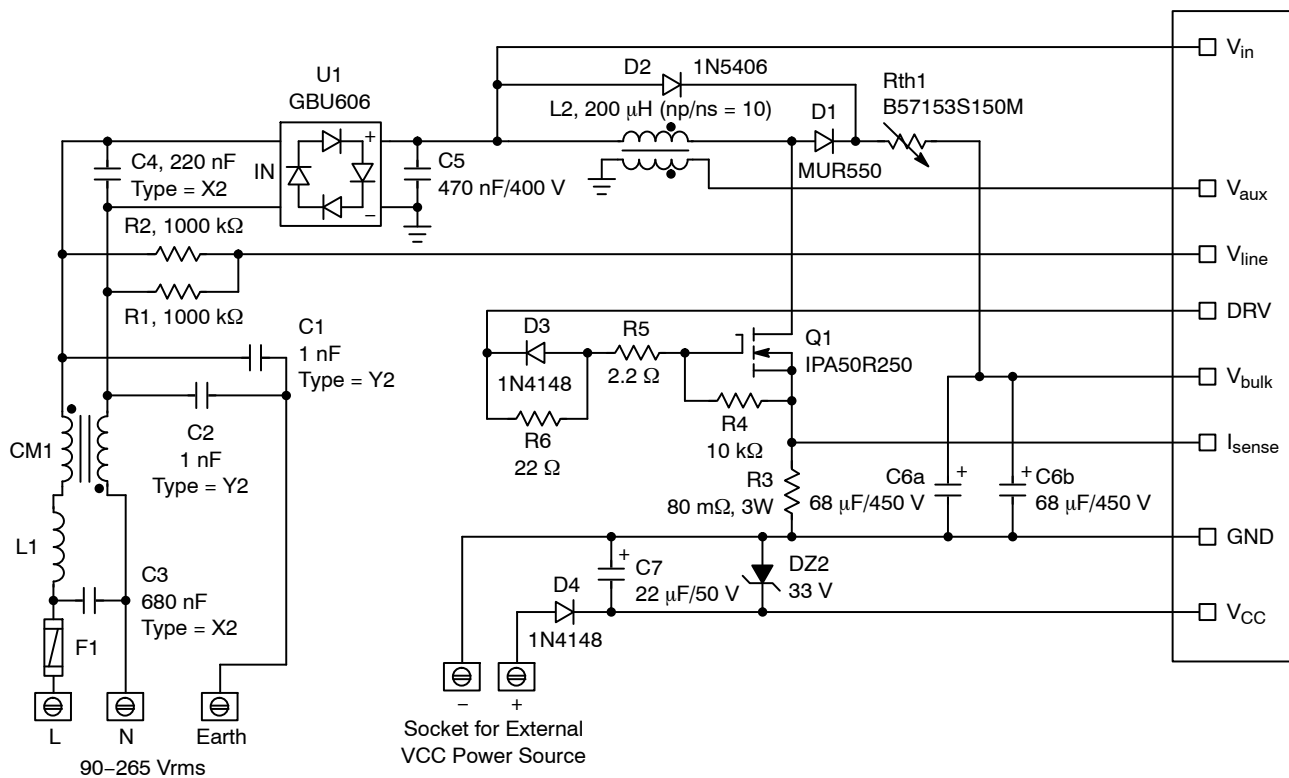 V_in
D2
1N5406
U1
GBU606
L2, 200 μH (np/ns = 10)
Rth1
B57153S150M
D1
MUR550
C4, 220 nF
Type = X2
IN
+
−
C5
470 nF/400 V
V_aux
R2, 1000 kΩ
V_line
R1, 1000 kΩ
DRV
C1
1 nF
Type = Y2
D3
1N4148
R5
2.2 Ω
Q1
IPA50R250
V_bulk
R6
22 Ω
R4
10 kΩ
CM1
C2
1 nF
Type = Y2
I_sense
R3
80 mΩ, 3W
C6a
+
68 μF/450 V
+
C6b
68 μF/450 V
L1
GND
C3
680 nF
Type = X2
+
C7
22 μF/50 V
DZ2
33 V
D4
1N4148
V_CC
F1
L
N
Earth
90–265 Vrms
−
+
Socket for External
VCC Power Source